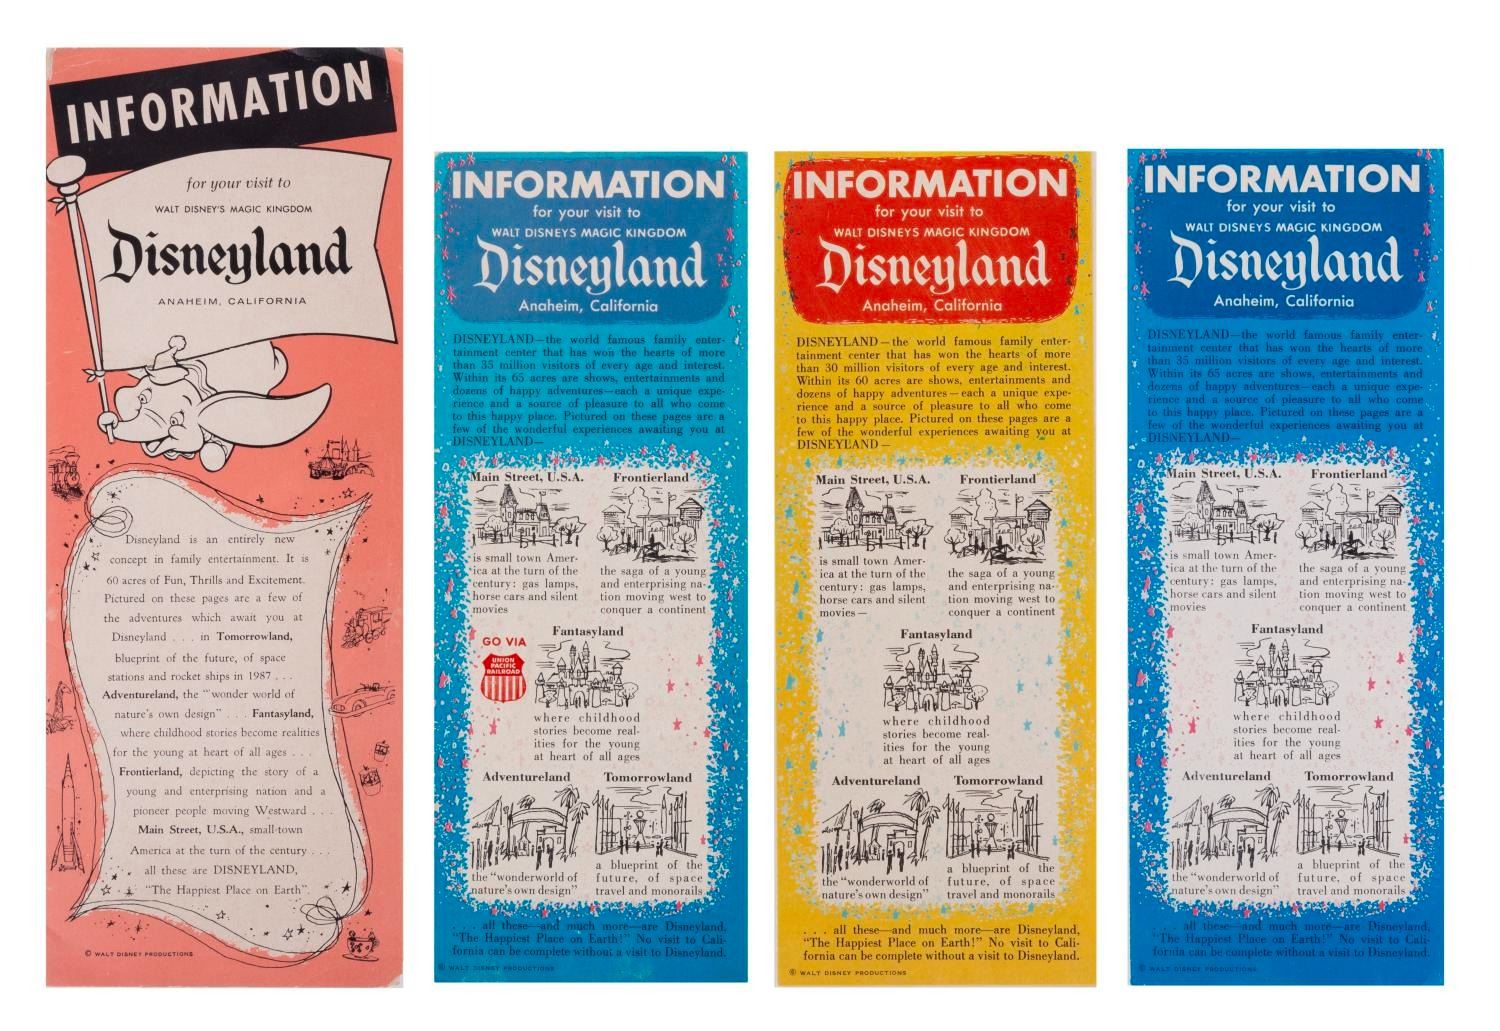 INFORMATION
for your visit to
WALT DISNEY'S MAGIC KINGDOM
Disneyland
ANAHEIM, CALIFORNIA
Disneyland is an entirely new
concept in family entertainment. It is
60 acres of Fun, Thrills and Excitement.
Pictured on these pages are a few of
the adventures which await you at
Disneyland . . . in Tomorrowland,
blueprint of the future, of space
stations and rocket ships in 1987 . . .
Adventureland, the "wonder world of
nature's own design" . . . Fantasyland,
where childhood stories become realities
for the young at heart of all ages . . .
Frontierland, depicting the story of a
young and enterprising nation and a
pioneer people moving Westward . . .
Main Street, U.S.A., small-town
America at the turn of the century . . .
all these are DISNEYLAND,
"The Happiest Place on Earth".
© WALT DISNEY PRODUCTIONS
INFORMATION
for your visit to
WALT DISNEY'S MAGIC KINGDOM
Disneyland
Anaheim, California
DISNEYLAND—the world famous family enter-
tainment center that has won the hearts of more
than 35 million visitors of every age and interest.
Within its 65 acres are shows, entertainments and
dozens of happy adventures—each a unique expe-
rience and a source of pleasure to all who come
to this happy place. Pictured on these pages are a
few of the wonderful experiences awaiting you at
DISNEYLAND—
Main Street, U.S.A.
is small town Amer-
ica at the turn of the
century: gas lamps,
horse cars and silent
movies
Frontierland
the saga of a young
and enterprising na-
tion moving west to
conquer a continent
GO VIA
UNION
PACIFIC
RAILROAD
Fantasyland
where childhood
stories become real-
ities for the young
at heart of all ages
Adventureland
the "wonderworld of
nature's own design"
Tomorrowland
a blueprint of the
future, of space
travel and monorails
. . . all these—and much more—are Disneyland,
"The Happiest Place on Earth!" No visit to Cali-
fornia can be complete without a visit to Disneyland.
© WALT DISNEY PRODUCTIONS
INFORMATION
for your visit to
WALT DISNEY'S MAGIC KINGDOM
Disneyland
Anaheim, California
DISNEYLAND—the world famous family enter-
tainment center that has won the hearts of more
than 30 million visitors of every age and interest.
Within its 60 acres are shows, entertainments and
dozens of happy adventures—each a unique expe-
rience and a source of pleasure to all who come
to this happy place. Pictured on these pages are a
few of the wonderful experiences awaiting you at
DISNEYLAND—
Main Street, U.S.A.
is small town Amer-
ica at the turn of the
century: gas lamps,
horse cars and silent
movies—
Frontierland
the saga of a young
and enterprising na-
tion moving west to
conquer a continent
Fantasyland
where childhood
stories become real-
ities for the young
at heart of all ages
Adventureland
the "wonderworld of
nature's own design"
Tomorrowland
a blueprint of the
future, of space
travel and monorails
. . . all these—and much more—are Disneyland,
"The Happiest Place on Earth!" No visit to Cali-
fornia can be complete without a visit to Disneyland.
© WALT DISNEY PRODUCTIONS
INFORMATION
for your visit to
WALT DISNEY'S MAGIC KINGDOM
Disneyland
Anaheim, California
DISNEYLAND—the world famous family enter-
tainment center that has won the hearts of more
than 35 million visitors of every age and interest.
Within its 65 acres are shows, entertainments and
dozens of happy adventures—each a unique expe-
rience and a source of pleasure to all who come
to this happy place. Pictured on these pages are a
few of the wonderful experiences awaiting you at
DISNEYLAND—
Main Street, U.S.A.
is small town Amer-
ica at the turn of the
century: gas lamps,
horse cars and silent
movies
Frontierland
the saga of a young
and enterprising na-
tion moving west to
conquer a continent
Fantasyland
where childhood
stories become real-
ities for the young
at heart of all ages
Adventureland
the "wonderworld of
nature's own design"
Tomorrowland
a blueprint of the
future, of space
travel and monorails
. . . all these—and much more—are Disneyland,
"The Happiest Place on Earth!" No visit to Cali-
fornia can be complete without a visit to Disneyland.
© WALT DISNEY PRODUCTIONS